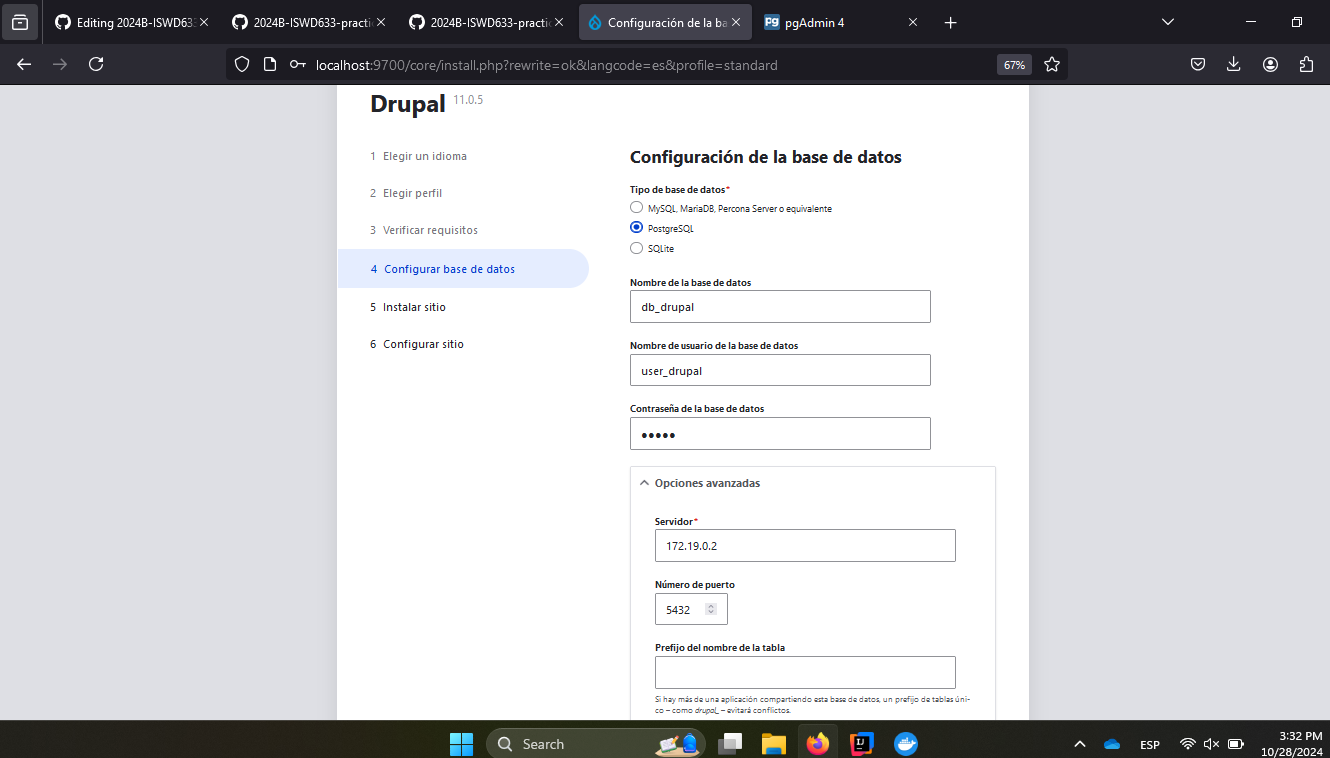 Editing 2024B-ISWD633
2024B-ISWD633-practic
2024B-ISWD633-practic
Configuración de la ba
pgAdmin 4
localhost:9700/core/install.php?rewrite=ok&langcode=es&profile=standard
67%
Drupal 11.0.5
1 Elegir un idioma
2 Elegir perfil
3 Verificar requisitos
4 Configurar base de datos
5 Instalar sitio
6 Configurar sitio
Configuración de la base de datos
Tipo de base de datos*
MySQL, MariaDB, Percona Server o equivalente
PostgreSQL
SQLite
Nombre de la base de datos
db_drupal
Nombre de usuario de la base de datos
user_drupal
Contraseña de la base de datos
•••••
Opciones avanzadas
Servidor*
172.19.0.2
Número de puerto
5432
Prefijo del nombre de la tabla
Si hay más de una aplicación compartiendo esta base de datos, un prefijo de tablas úni-
co – como drupal_ – evitará conflictos.
Search
ESP
3:32 PM
10/28/2024